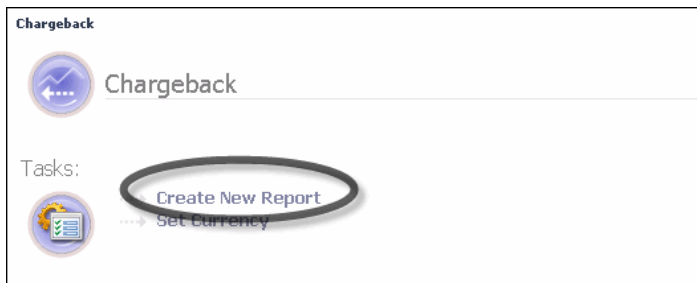 Chargeback
Chargeback
Tasks:
Create New Report
Set Currency